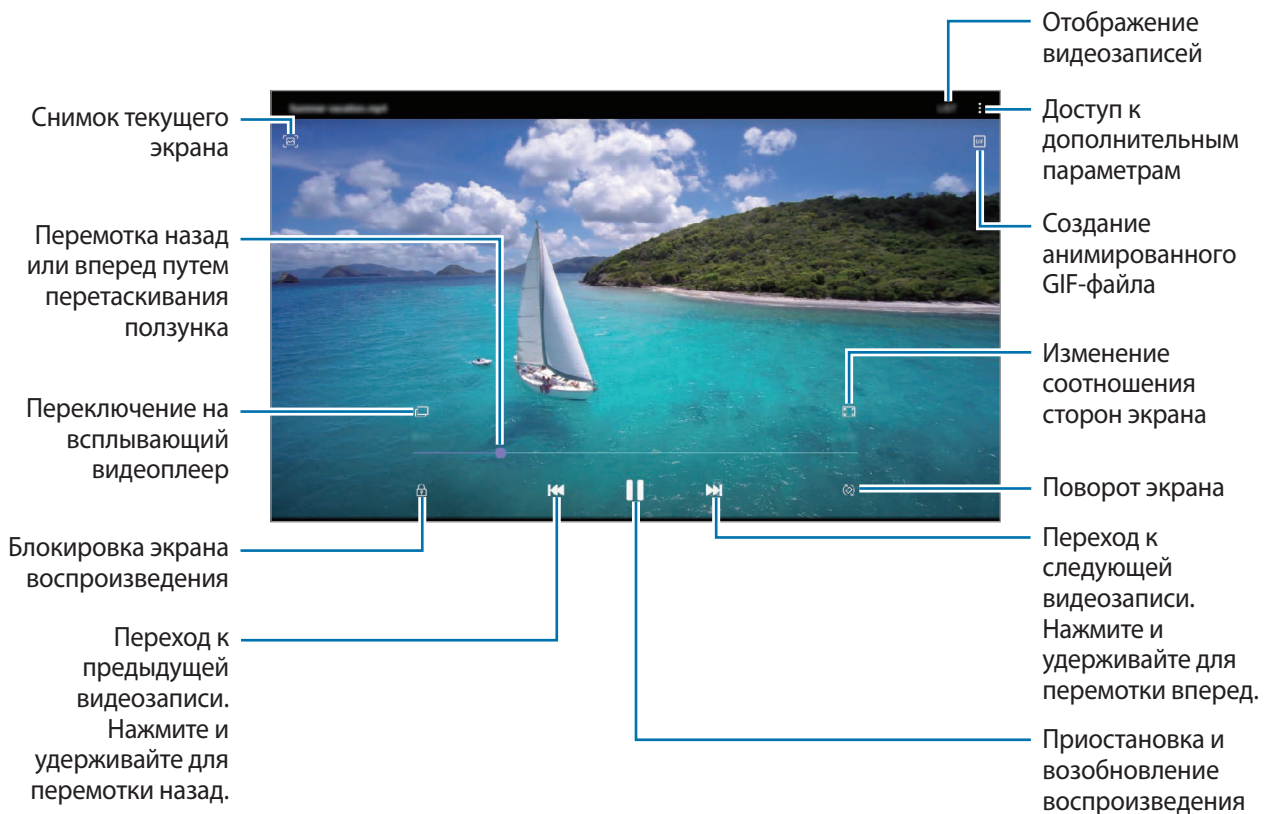 Снимок текущего
экрана
Перемотка назад
или вперед путем
перетаскивания
ползунка
Переключение на
всплывающий
видеоплеер
Блокировка экрана
воспроизведения
Переход к
предыдущей
видеозаписи.
Нажмите и
удерживайте для
перемотки назад.
Отображение
видеозаписей
Доступ к
дополнительным
параметрам
GIF
Создание
анимированного
GIF-файла
Изменение
соотношения
сторон экрана
Поворот экрана
Переход к
следующей
видеозаписи.
Нажмите и
удерживайте для
перемотки вперед.
Приостановка и
возобновление
воспроизведения